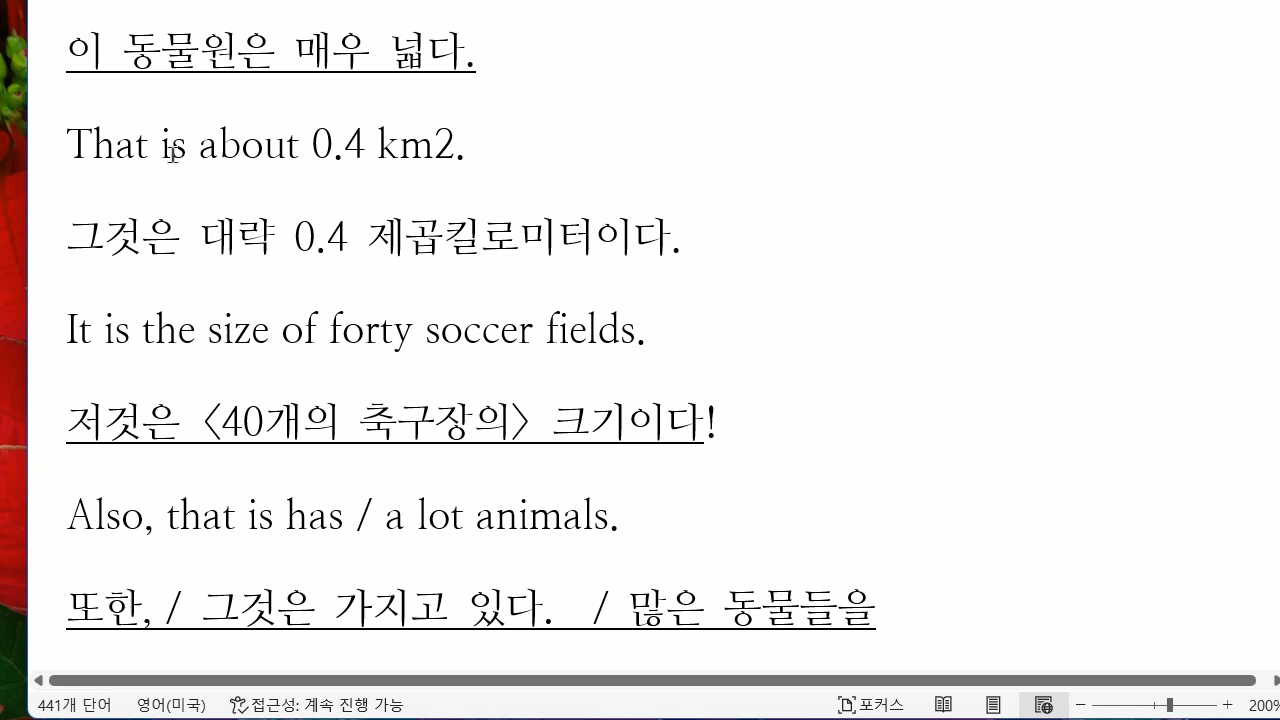 이 동물원은 매우 넓다.
That is about 0.4 km2.
그것은 대략 0.4 제곱킬로미터이다.
It is the size of forty soccer fields.
저것은 <40개의 축구장의> 크기이다!
Also, that is has / a lot animals.
또한, / 그것은 가지고 있다. / 많은 동물들을
441개 단어 영어(미국) 접근성: 계속 진행 가능 포커스 − + 200%